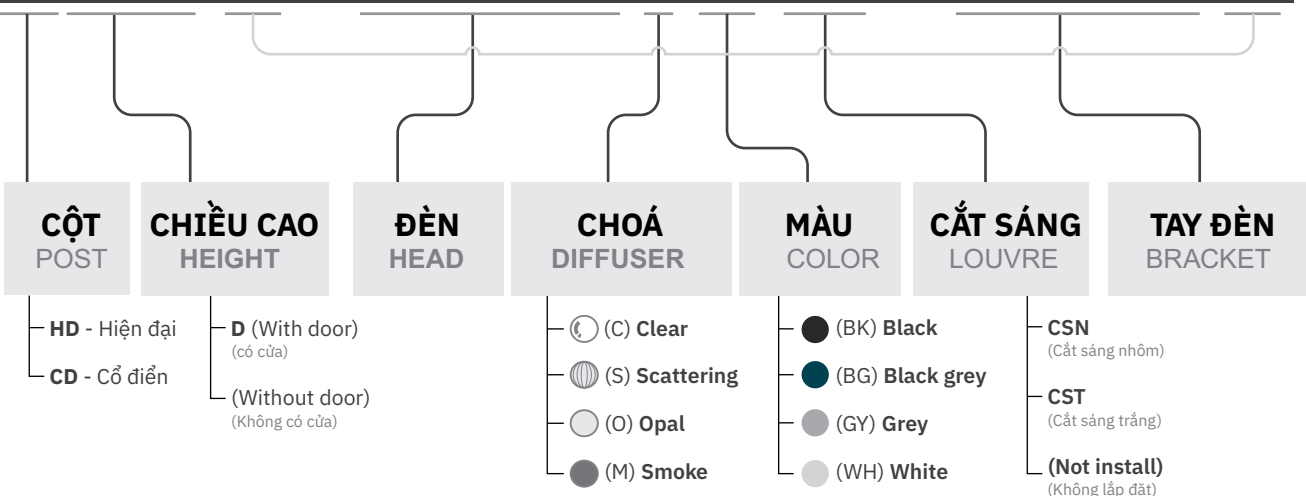 CỘT
POST
CHIỀU CAO
HEIGHT
ĐÈN
HEAD
CHOÁ
DIFFUSER
MÀU
COLOR
CẮT SÁNG
LOUVRE
TAY ĐÈN
BRACKET
HD - Hiện đại
CD - Cổ điển
D (With door)
(có cửa)
(Without door)
(Không có cửa)
(C) Clear
(S) Scattering
(O) Opal
(M) Smoke
(BK) Black
(BG) Black grey
(GY) Grey
(WH) White
CSN
(Cắt sáng nhôm)
CST
(Cắt sáng trắng)
(Not install)
(Không lắp đặt)